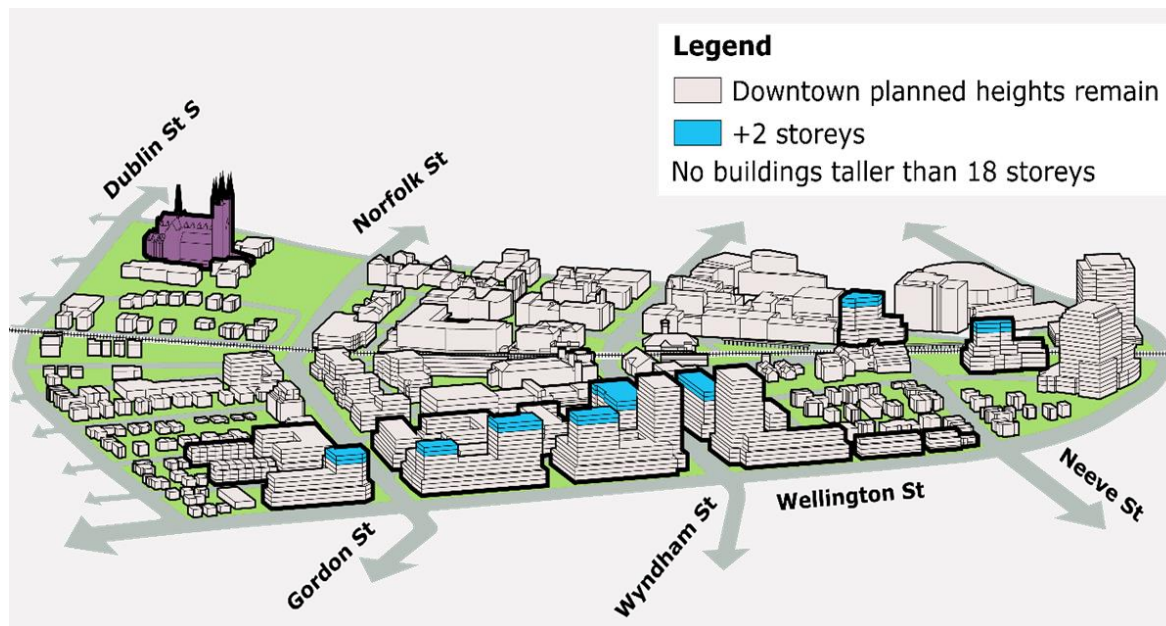 Legend
Downtown planned heights remain
+2 storeys
No buildings taller than 18 storeys
Dublin St S
Norfolk St
Gordon St
Wyndham St
Wellington St
Neeve St